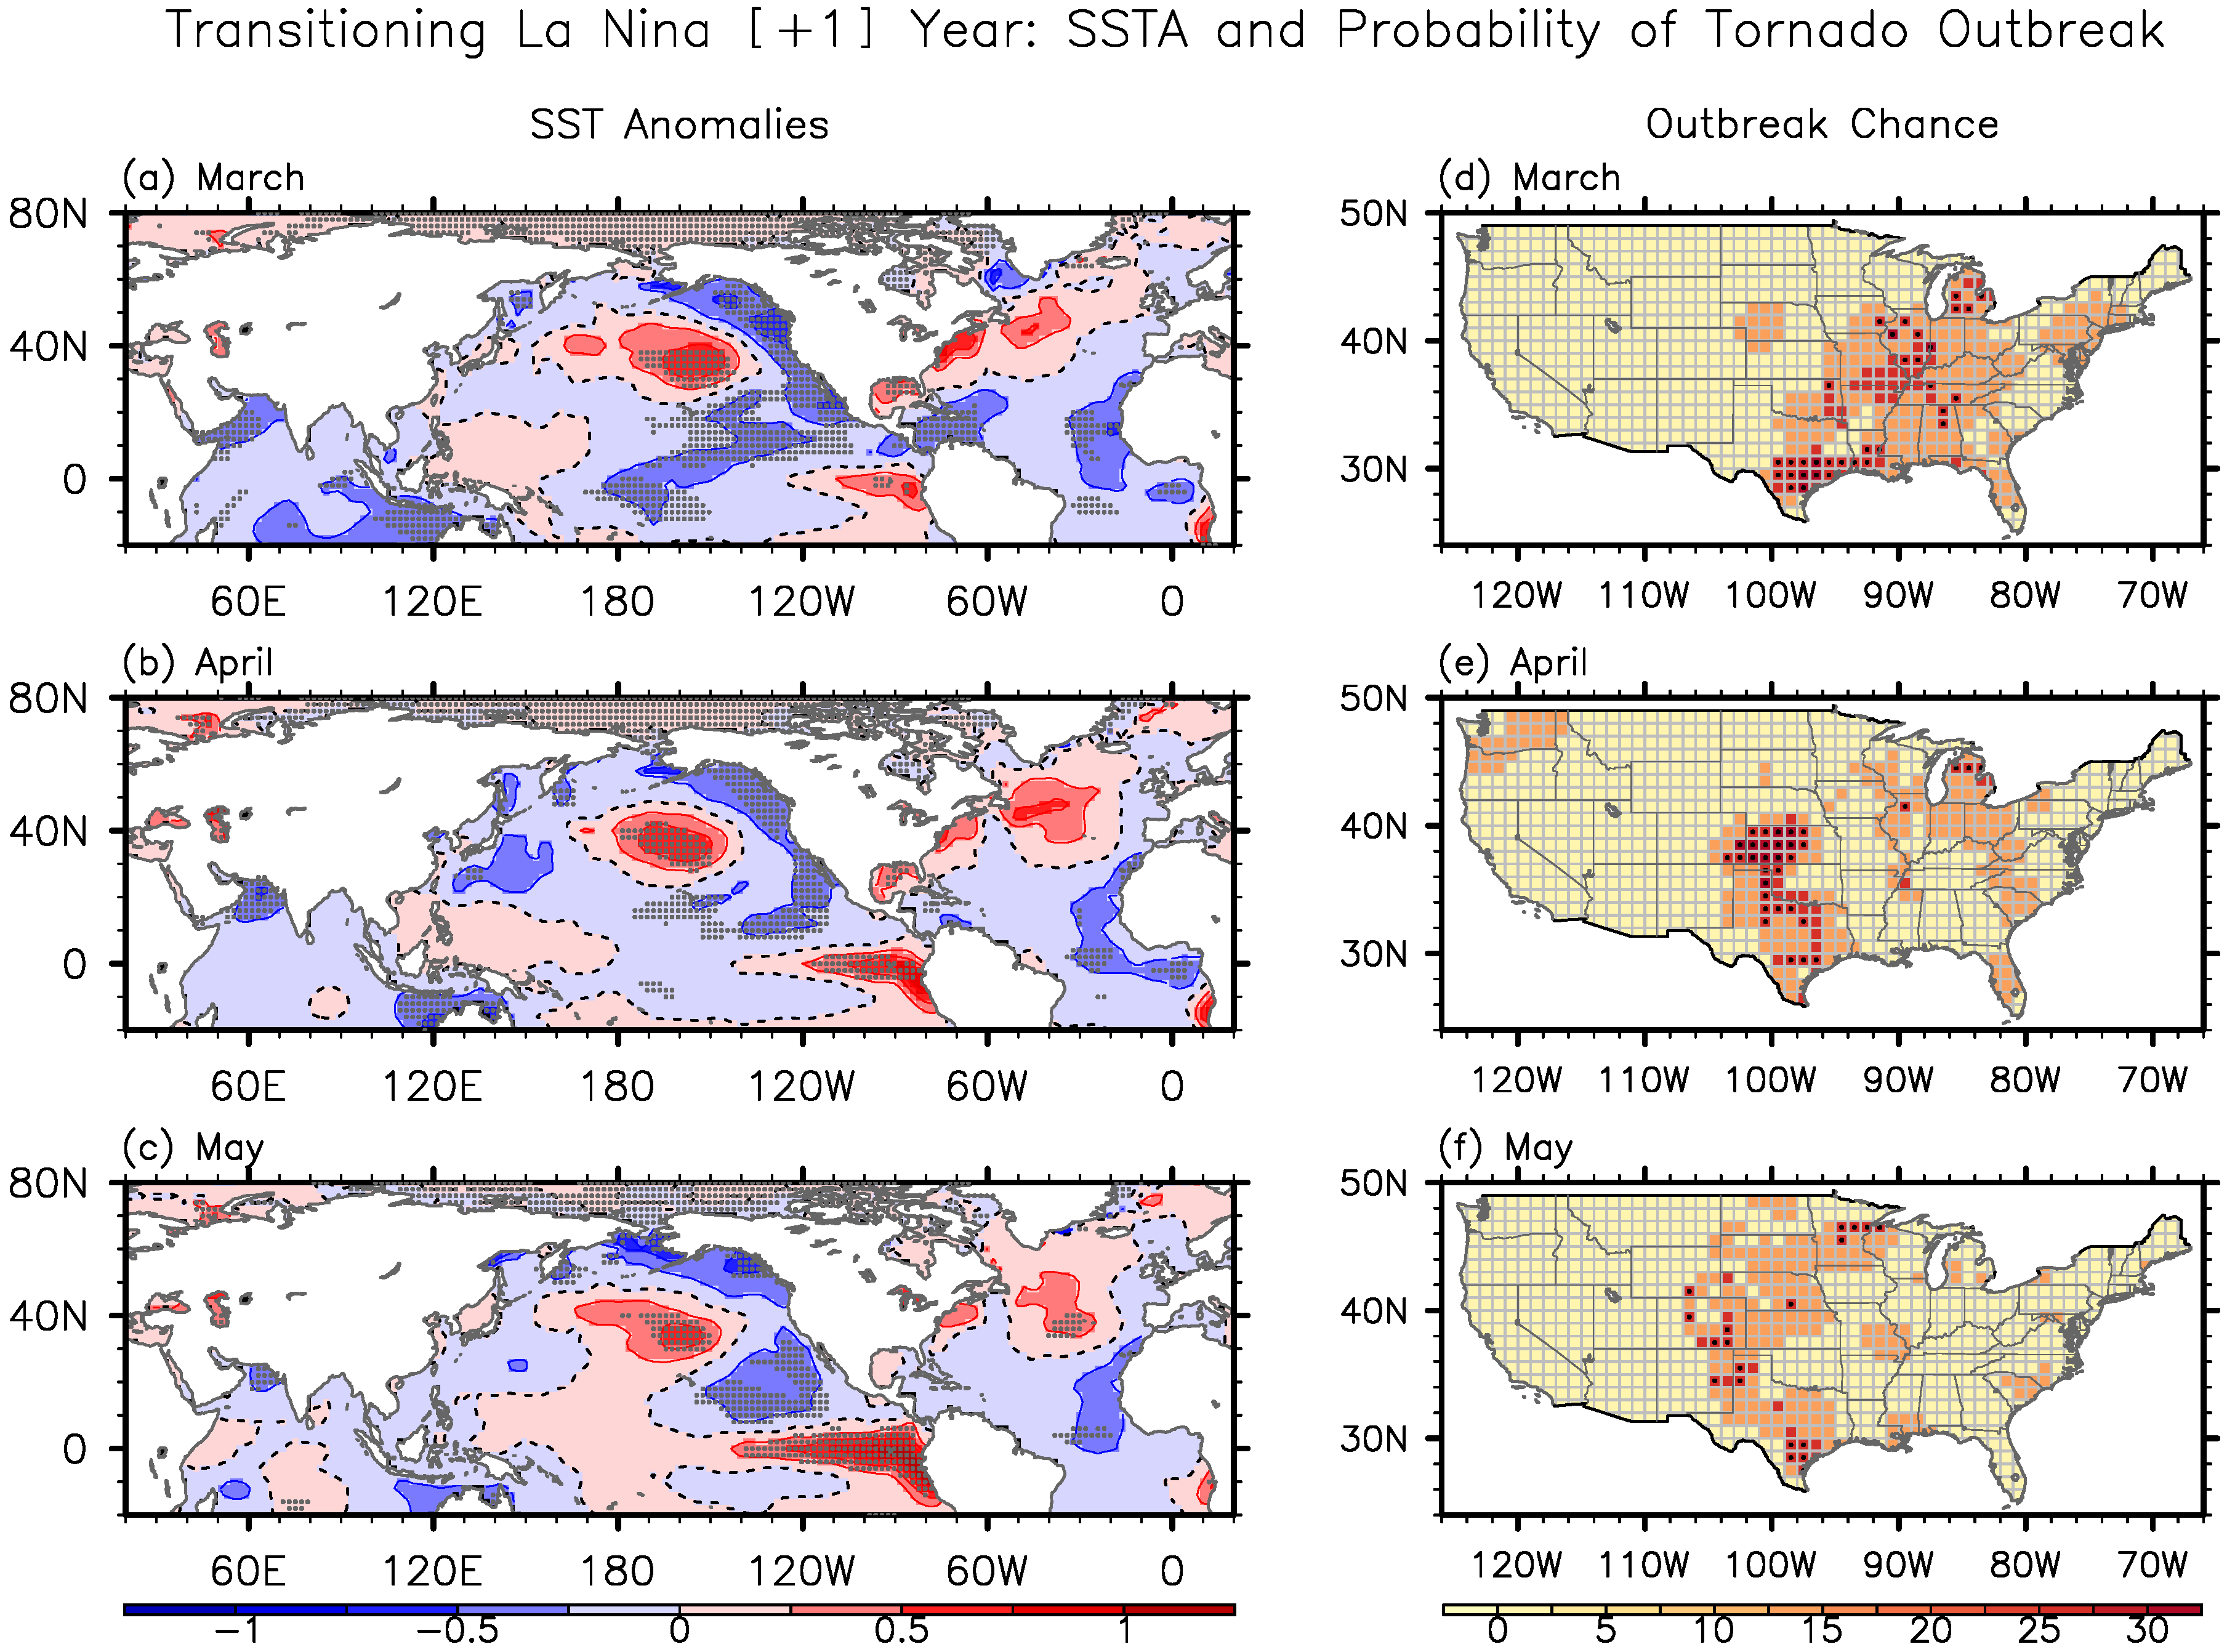 Transitioning La Nina [+1] Year: SSTA and Probability of Tornado Outbreak
SST Anomalies
Outbreak Chance
(a) March
80N
40N
0
60E 120E 180 120W 60W 0
(d) March
50N
40N
30N
120W 110W 100W 90W 80W 70W
(b) April
80N
40N
0
60E 120E 180 120W 60W 0
(e) April
50N
40N
30N
120W 110W 100W 90W 80W 70W
(c) May
80N
40N
0
60E 120E 180 120W 60W 0
(f) May
50N
40N
30N
120W 110W 100W 90W 80W 70W
-1 -0.5 0 0.5 1
0 5 10 15 20 25 30